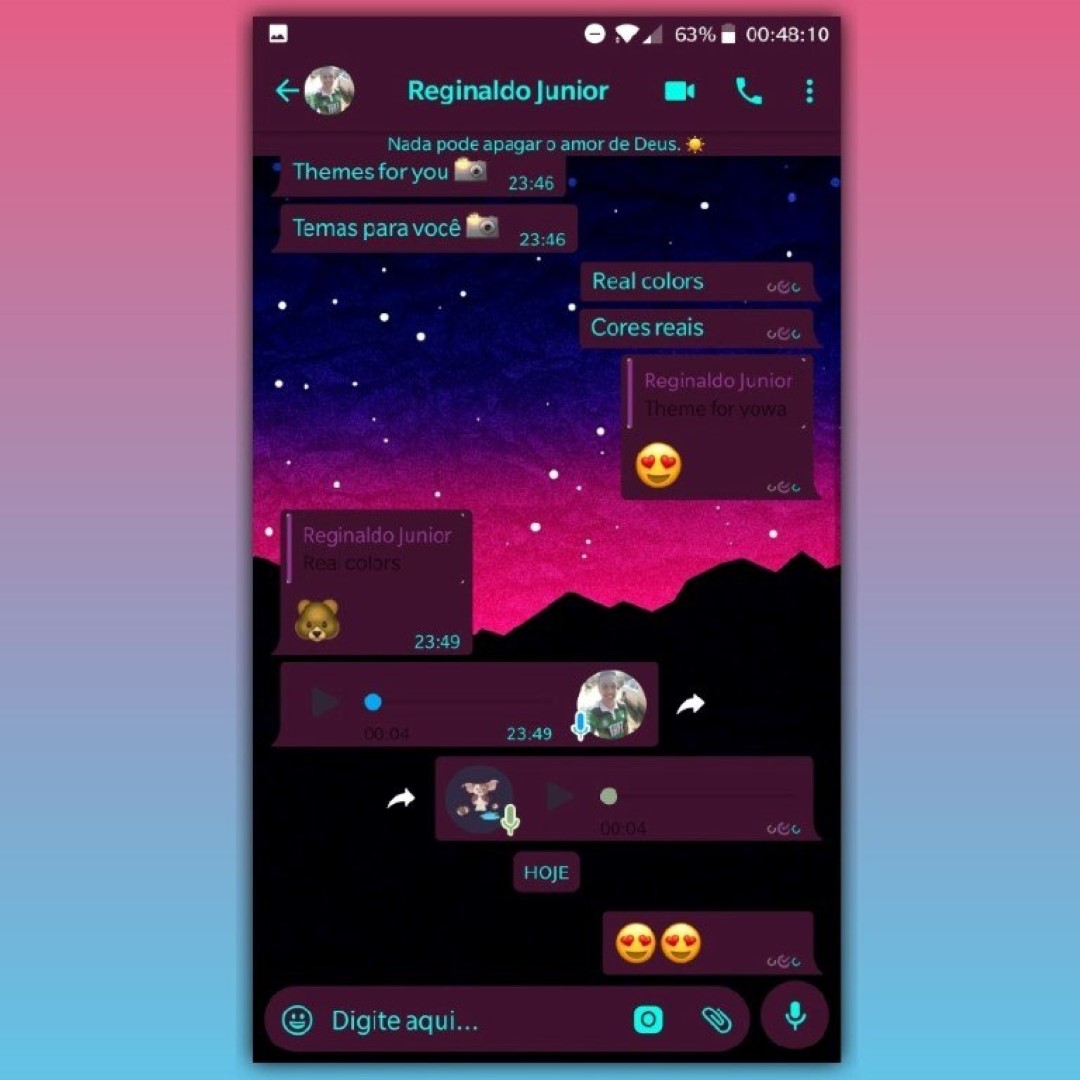 63% 00:48:10
Reginaldo Junior
Nada pode apagar o amor de Deus.☀️
Themes for you 📷
23:46
Temas para você 📷
23:46
Real colors
Cores reais
Reginaldo Junior
Theme for yowa
😍
Reginaldo Junior
Real colors
🐻
23:49
00:04
23:49
00:04
HOJE
😍😍
Digite aqui...